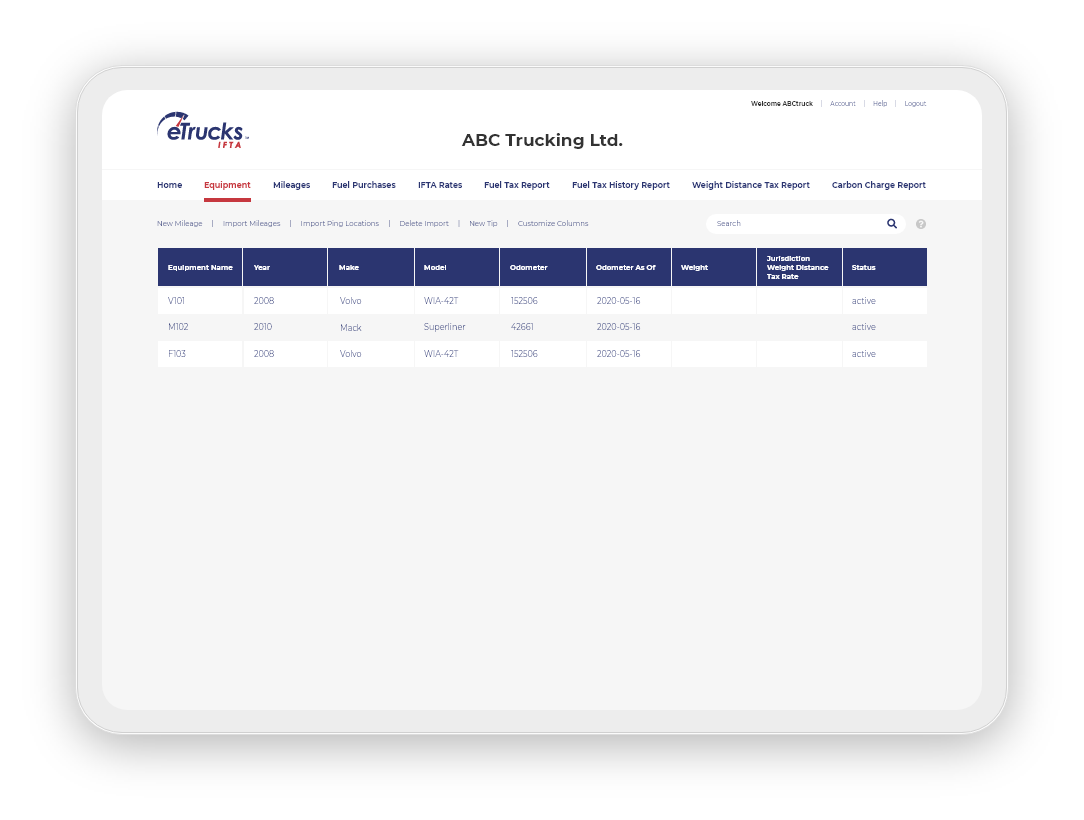 Welcome ABCtruck | Account | Help | Logout
eTrucks™
IFTA
ABC Trucking Ltd.
Home Equipment Mileages Fuel Purchases IFTA Rates Fuel Tax Report Fuel Tax History Report Weight Distance Tax Report Carbon Charge Report
New Mileage | Import Mileages | Import Ping Locations | Delete Import | New Tip | Customize Columns Search ?
Equipment Name Year Make Model Odometer Odometer As Of Weight Jurisdiction Weight Distance Tax Rate Status
V101 2008 Volvo WIA-42T 152506 2020-05-16 active
M102 2010 Mack Superliner 42661 2020-05-16 active
F103 2008 Volvo WIA-42T 152506 2020-05-16 active